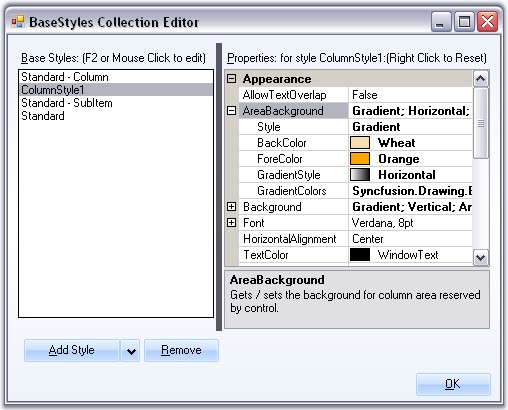 BaseStyles Collection Editor
Base Styles: (F2 or Mouse Click to edit)
Standard - Column
ColumnStyle1
Standard - SubItem
Standard
Properties: for style ColumnStyle1:(Right Click to Reset)
Appearance
AllowTextOverlap False
AreaBackground Gradient; Horizontal;
Style Gradient
BackColor Wheat
ForeColor Orange
GradientStyle Horizontal
GradientColors Syncfusion.Drawing.B
Background Gradient; Vertical; Ar
Font Verdana, 8pt
HorizontalAlignment Center
TextColor WindowText
AreaBackground
Gets / sets the background for column area reserved
by control.
Add Style
Remove
OK